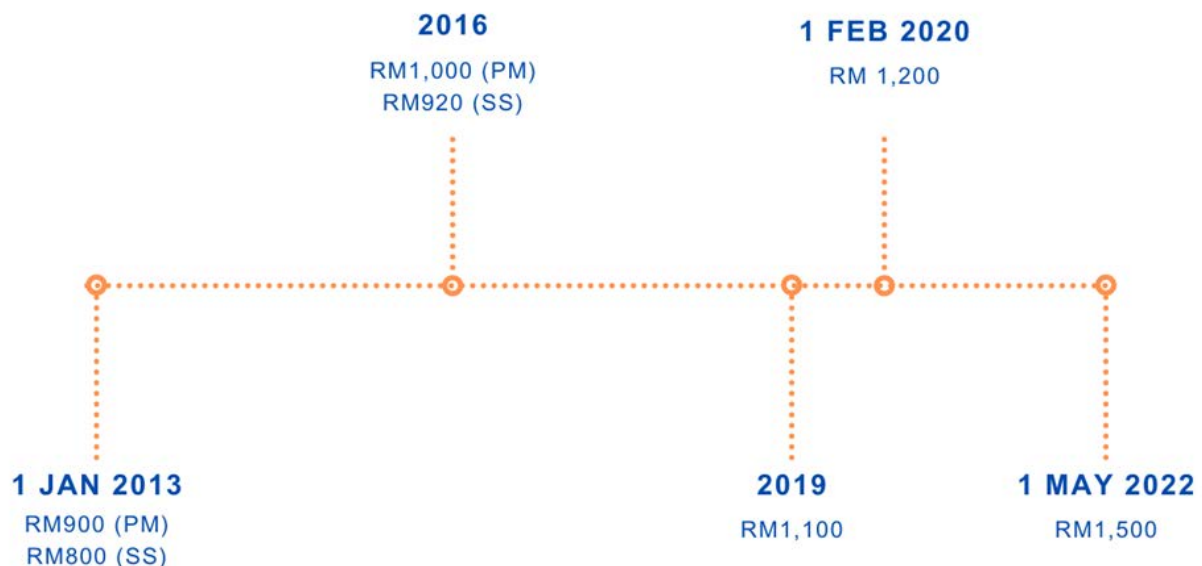 2016
RM1,000 (PM)
RM920 (SS)
1 FEB 2020
RM 1,200
1 JAN 2013
RM900 (PM)
RM800 (SS)
2019
RM1,100
1 MAY 2022
RM1,500